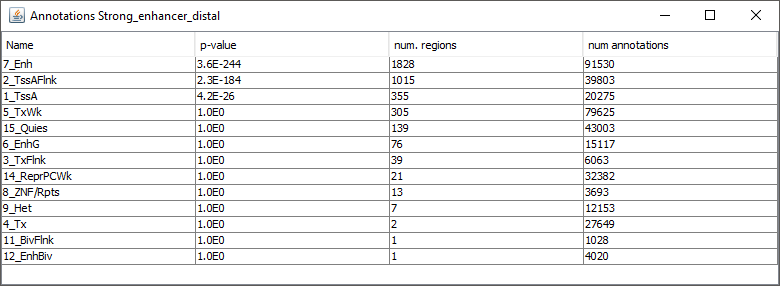 Annotations Strong_enhancer_distal
Name p-value num. regions num annotations
7_Enh 3.6E-244 1828 91530
2_TssAFlnk 2.3E-184 1015 39803
1_TssA 4.2E-26 355 20275
5_TxWk 1.0E0 305 79625
15_Quies 1.0E0 139 43003
6_EnhG 1.0E0 76 15117
3_TxFlnk 1.0E0 39 6063
14_ReprPCWk 1.0E0 21 32382
8_ZNF/Rpts 1.0E0 13 3693
9_Het 1.0E0 7 12153
4_Tx 1.0E0 2 27649
11_BivFlnk 1.0E0 1 1028
12_EnhBiv 1.0E0 1 4020